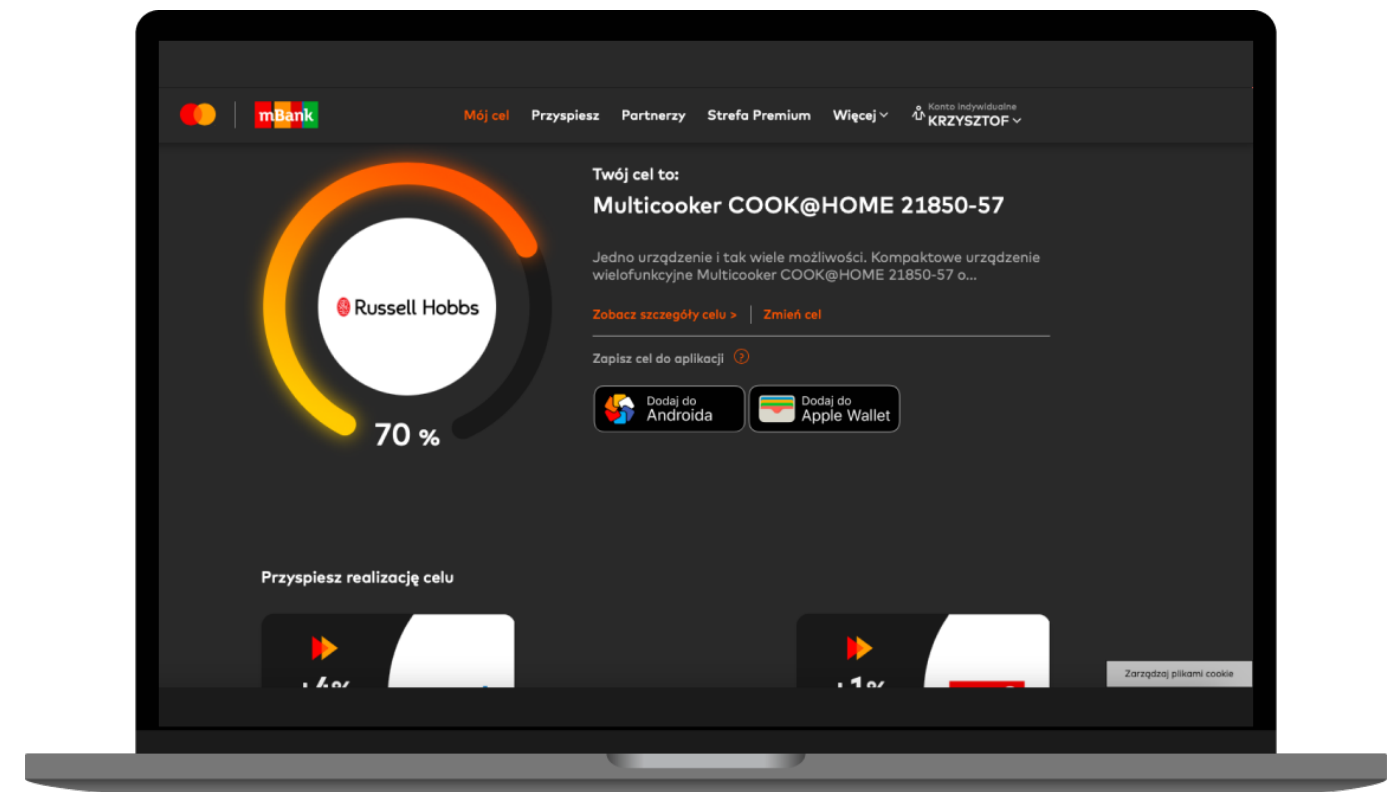 mBank
Mój cel Przyspiesz Partnerzy Strefa Premium Więcej
Konto indywidualne
KRZYSZTOF
Twój cel to:
Multicooker COOK@HOME 21850-57
Jedno urządzenie i tak wiele możliwości. Kompaktowe urządzenie
wielofunkcyjne Multicooker COOK@HOME 21850-57 o...
Russell Hobbs
70 %
Zobacz szczegóły celu > Zmień cel
Zapisz cel do aplikacji ?
Dodaj do
Androida
Dodaj do
Apple Wallet
Przyspiesz realizację celu
Zarządzaj plikami cookie